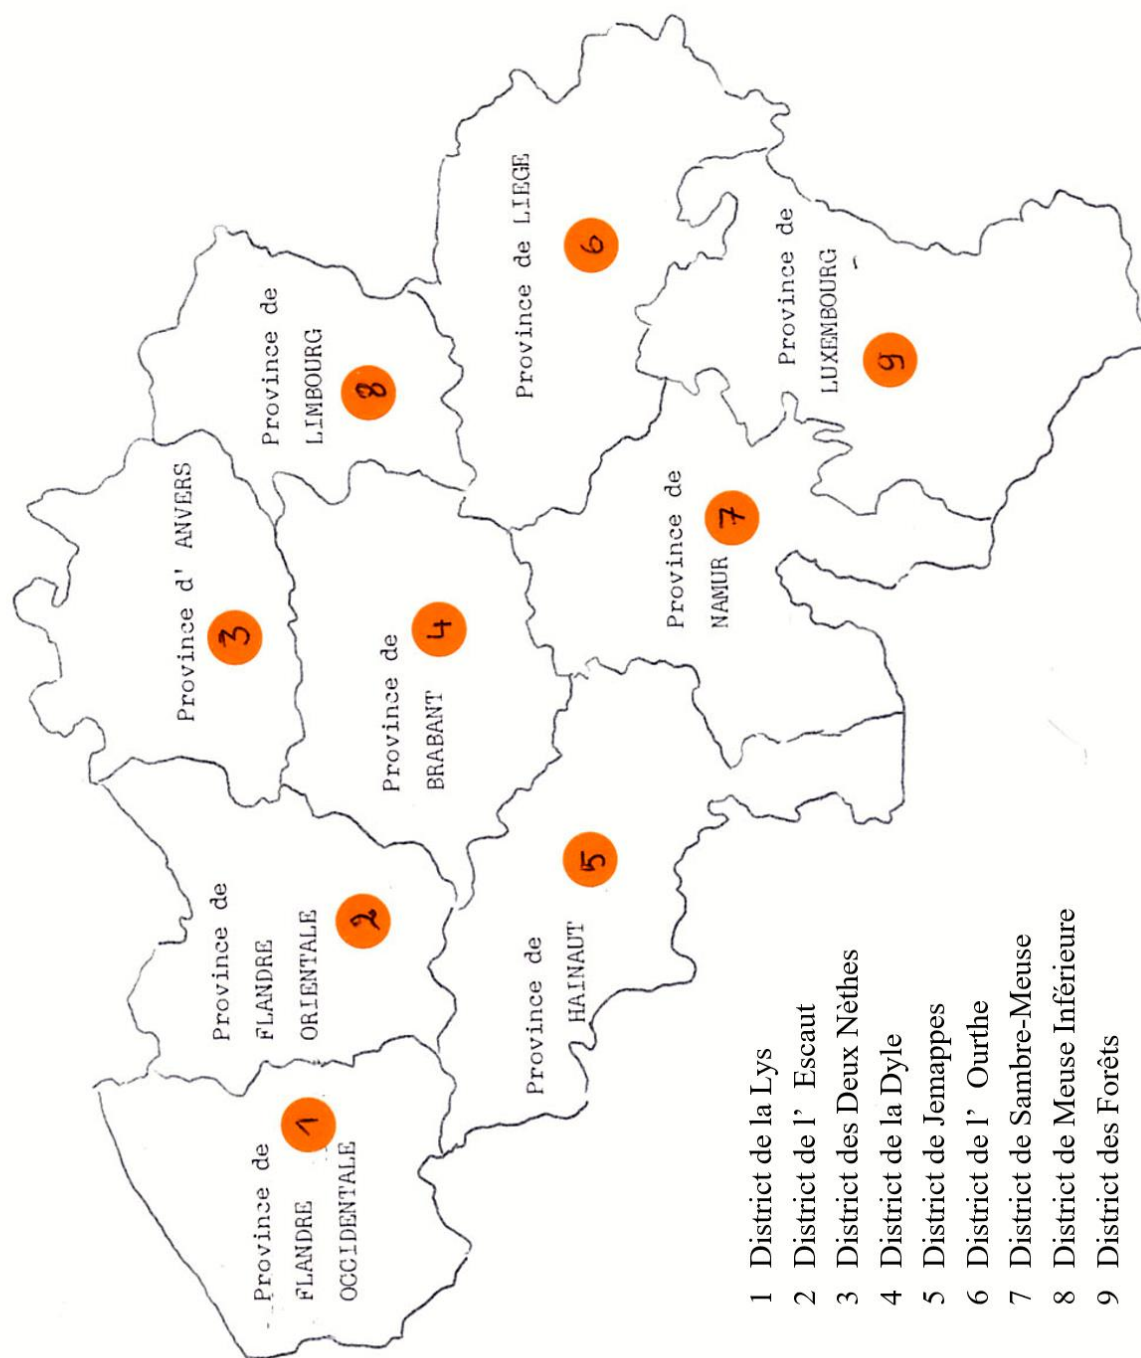 Province de
FLANDRE
OCCIDENTALE
1
Province de
FLANDRE
ORIENTALE
2
Province d' ANVERS
3
Province de
BRABANT
4
Province de
HAINAUT
5
Province de LIEGE
6
Province de
NAMUR
7
Province de
LIMBOURG
8
Province de
LUXEMBOURG
9
1 District de la Lys
2 District de l’ Escaut
3 District des Deux Nèthes
4 District de la Dyle
5 District de Jemappes
6 District de l’ Ourthe
7 District de Sambre-Meuse
8 District de Meuse Inférieure
9 District des Forêts